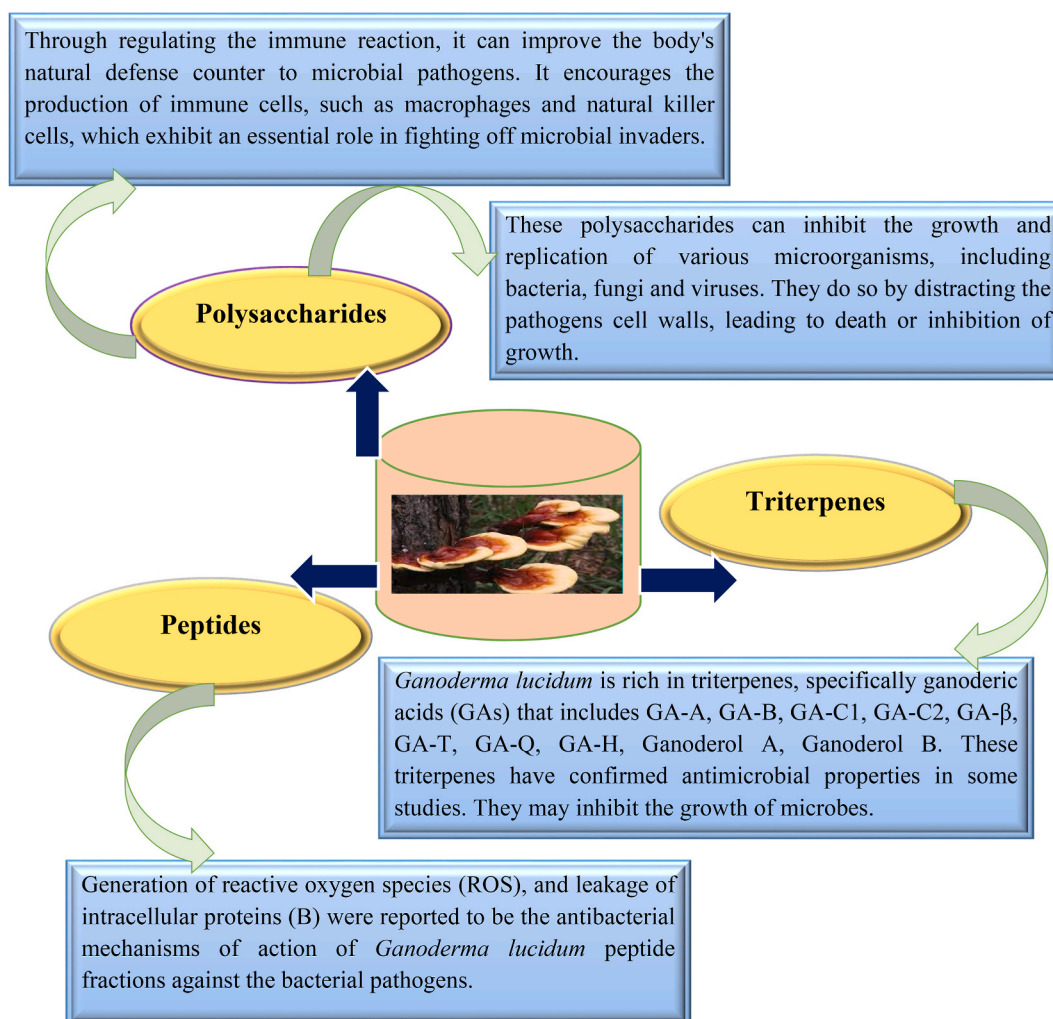 Through regulating the immune reaction, it can improve the body's
natural defense counter to microbial pathogens. It encourages the
production of immune cells, such as macrophages and natural killer
cells, which exhibit an essential role in fighting off microbial invaders.
These polysaccharides can inhibit the growth and
replication of various microorganisms, including
bacteria, fungi and viruses. They do so by distracting the
pathogens cell walls, leading to death or inhibition of
growth.
Polysaccharides
Triterpenes
Peptides
Ganoderma lucidum is rich in triterpenes, specifically ganoderic
acids (GAs) that includes GA-A, GA-B, GA-C1, GA-C2, GA-β,
GA-T, GA-Q, GA-H, Ganoderol A, Ganoderol B. These
triterpenes have confirmed antimicrobial properties in some
studies. They may inhibit the growth of microbes.
Generation of reactive oxygen species (ROS), and leakage of
intracellular proteins (B) were reported to be the antibacterial
mechanisms of action of Ganoderma lucidum peptide
fractions against the bacterial pathogens.